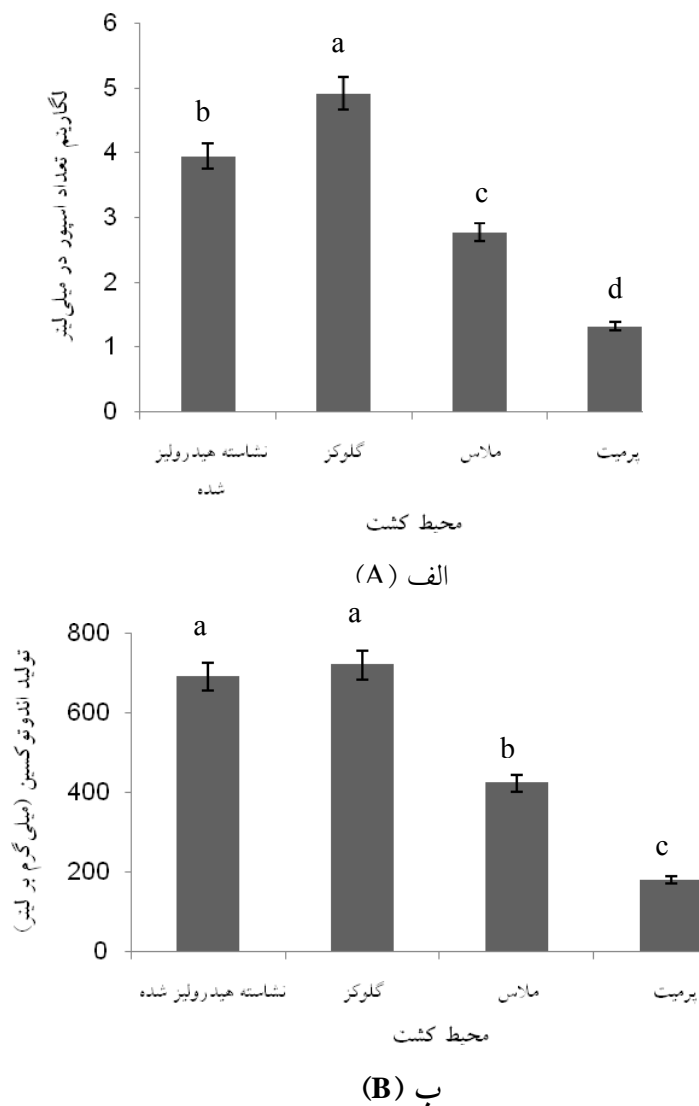 لگاریتم تعداد اسپور در میلی‌لیتر
6
5
4
3
2
1
0
b
a
c
d
نشاسته هیدرولیز شده
گلوکز
ملاس
پرمیت
محیط کشت
الف (A)
تولید اندوتوکسین (میلی‌گرم بر لیتر)
800
600
400
200
0
a
a
b
c
نشاسته هیدرولیز شده
گلوکز
ملاس
پرمیت
محیط کشت
ب (B)